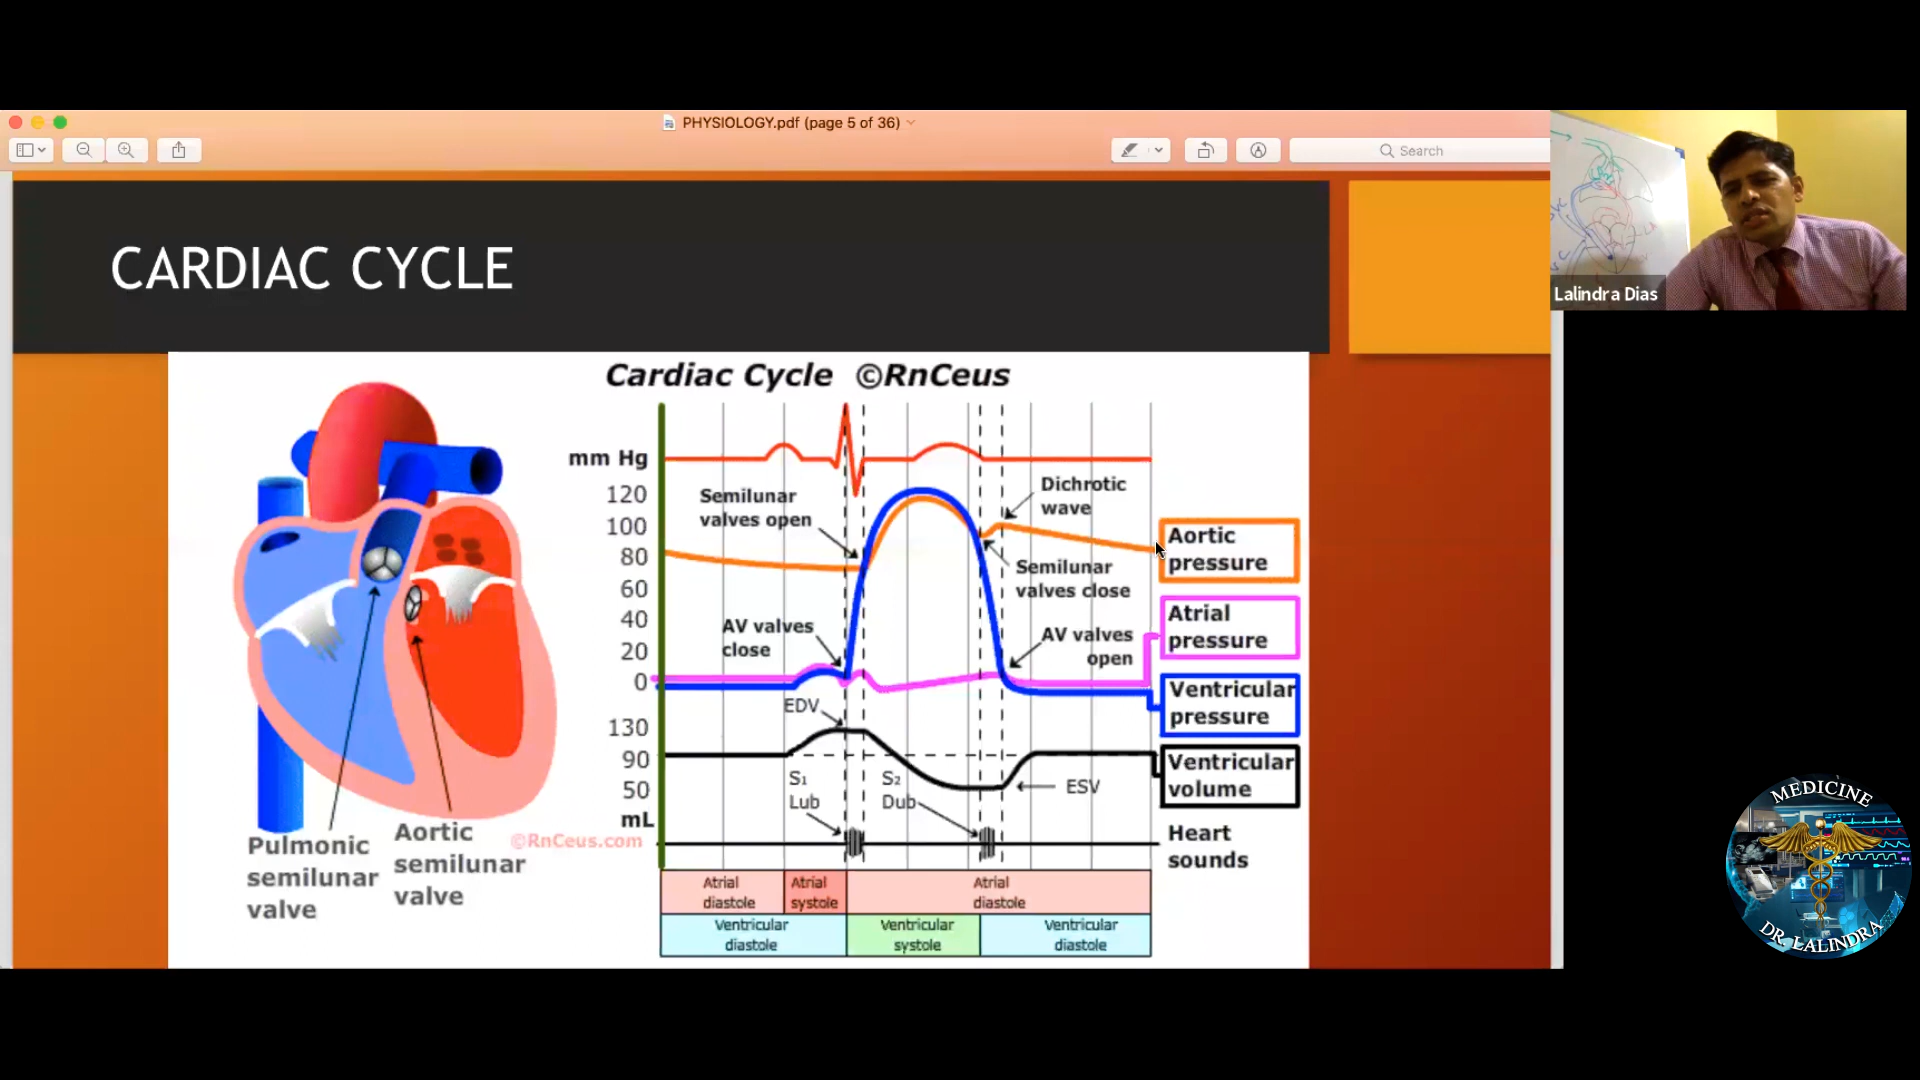 PHYSIOLOGY.pdf (page 5 of 36)
Search
Lalindra Dias
CARDIAC CYCLE
Cardiac Cycle ©RnCeus
mm Hg
120
100
80
60
40
20
0
130
90
50
mL
Semilunar
valves open
Dichrotic
wave
Semilunar
valves close
AV valves
close
AV valves
open
EDV
S1
Lub
S2
Dub
ESV
Aortic
pressure
Atrial
pressure
Ventricular
pressure
Ventricular
volume
Heart
sounds
Pulmonic
semilunar
valve
Aortic
semilunar
valve
©RnCeus.com
Atrial
diastole
Atrial
systole
Atrial
diastole
Ventricular
diastole
Ventricular
systole
Ventricular
diastole
MEDICINE
DR. LALINDRA